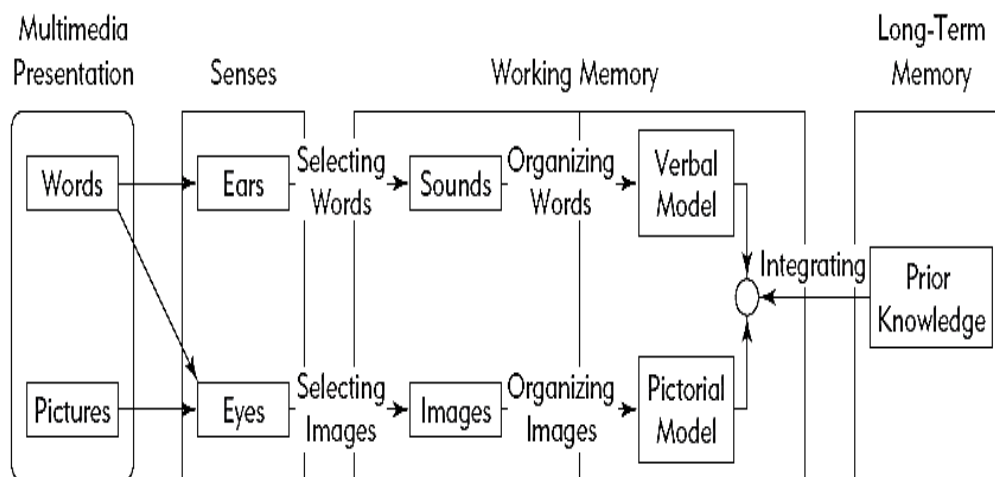 Multimedia
Presentation
Senses
Working Memory
Long-Term
Memory
Words
Ears
Selecting
Words
Sounds
Organizing
Words
Verbal
Model
Integrating
Prior
Knowledge
Pictures
Eyes
Selecting
Images
Images
Organizing
Images
Pictorial
Model